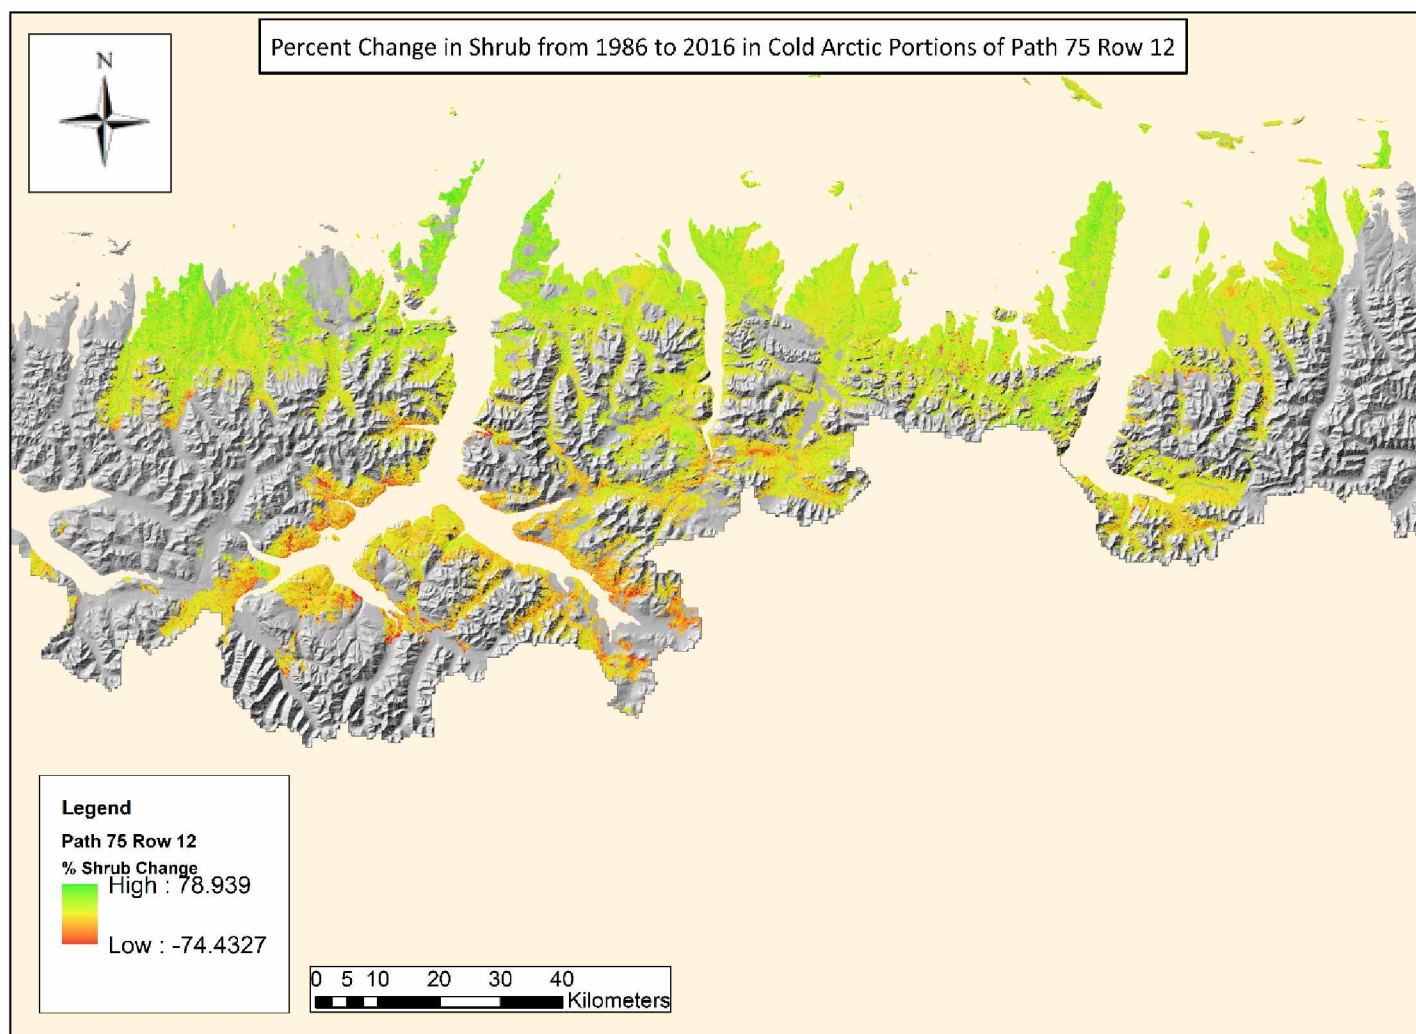 Percent Change in Shrub from 1986 to 2016 in Cold Arctic Portions of Path 75 Row 12
N
Legend
Path 75 Row 12
% Shrub Change
High : 78.939
Low : -74.4327
0 5 10 20 30 40
Kilometers